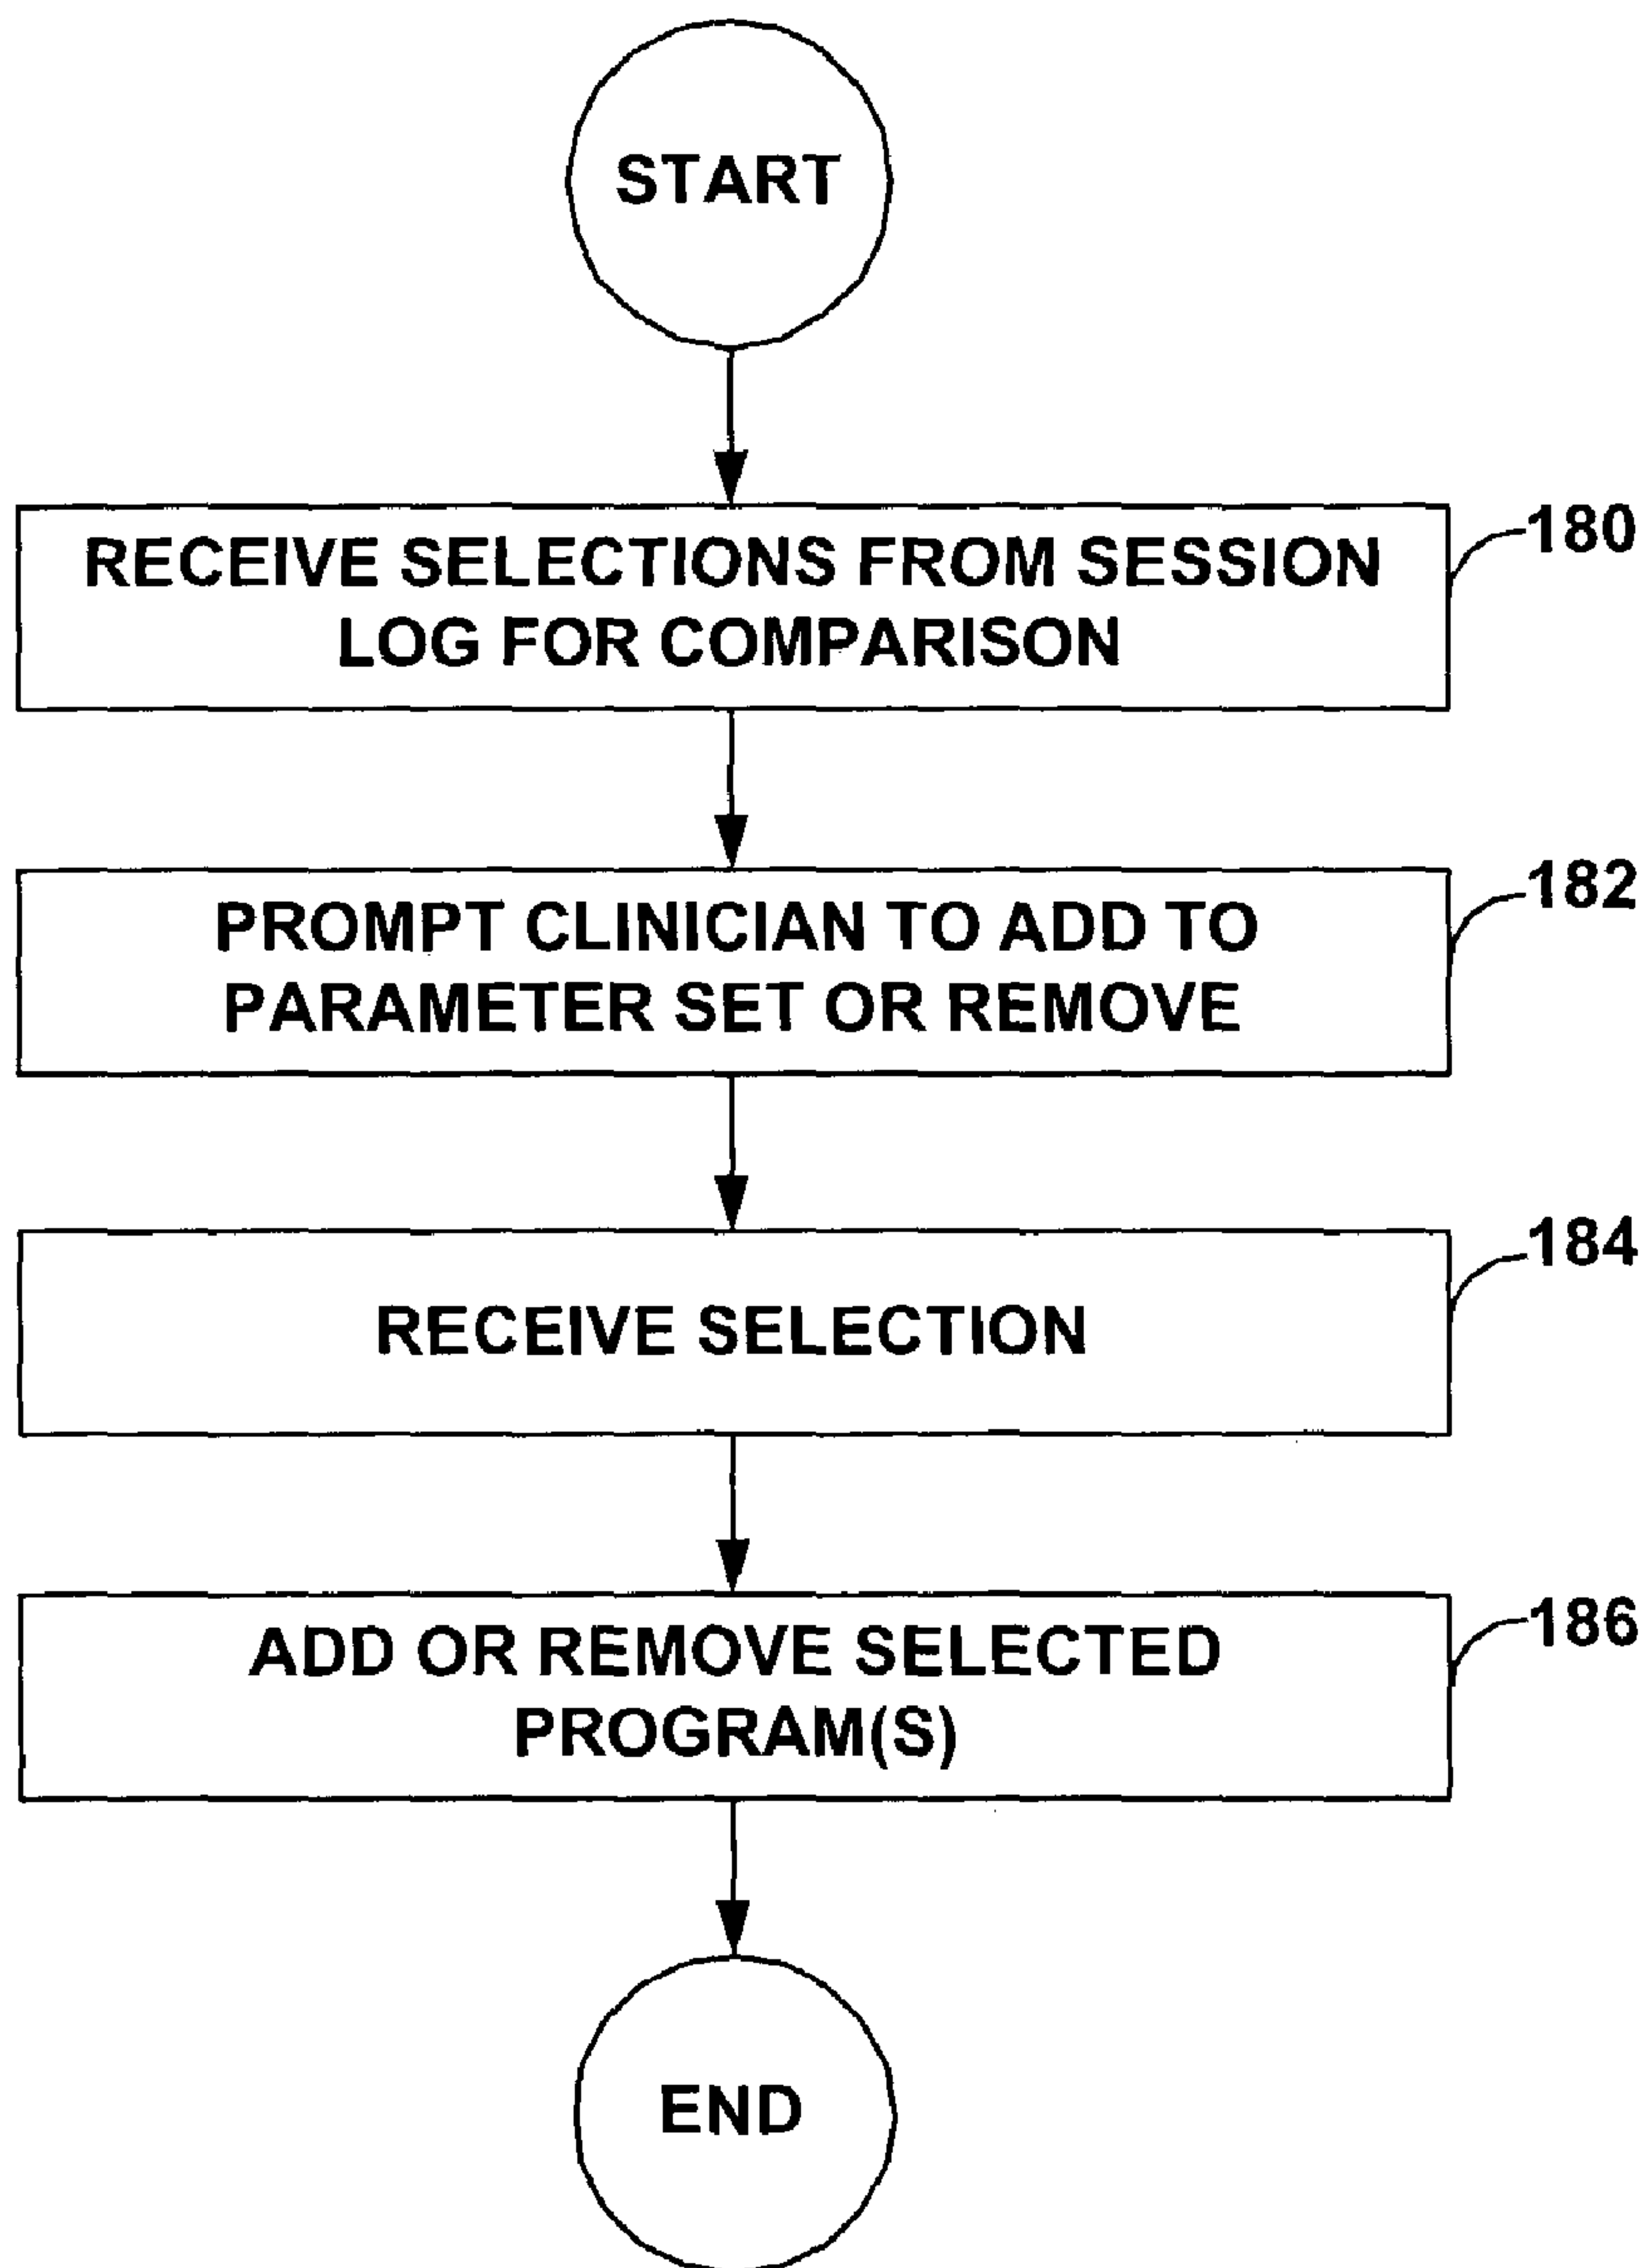 START
RECEIVE SELECTIONS FROM SESSION
LOG FOR COMPARISON
180
PROMPT CLINICIAN TO ADD TO
PARAMETER SET OR REMOVE
182
RECEIVE SELECTION
184
ADD OR REMOVE SELECTED
PROGRAM(S)
186
END